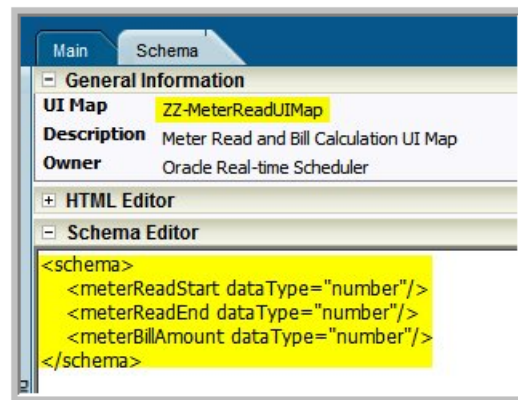 Main Schema
General Information
UI Map ZZ-MeterReadUIMap
Description Meter Read and Bill Calculation UI Map
Owner Oracle Real-time Scheduler
HTML Editor
Schema Editor
<schema>
<meterReadStart dataType="number"/>
<meterReadEnd dataType="number"/>
<meterBillAmount dataType="number"/>
</schema>